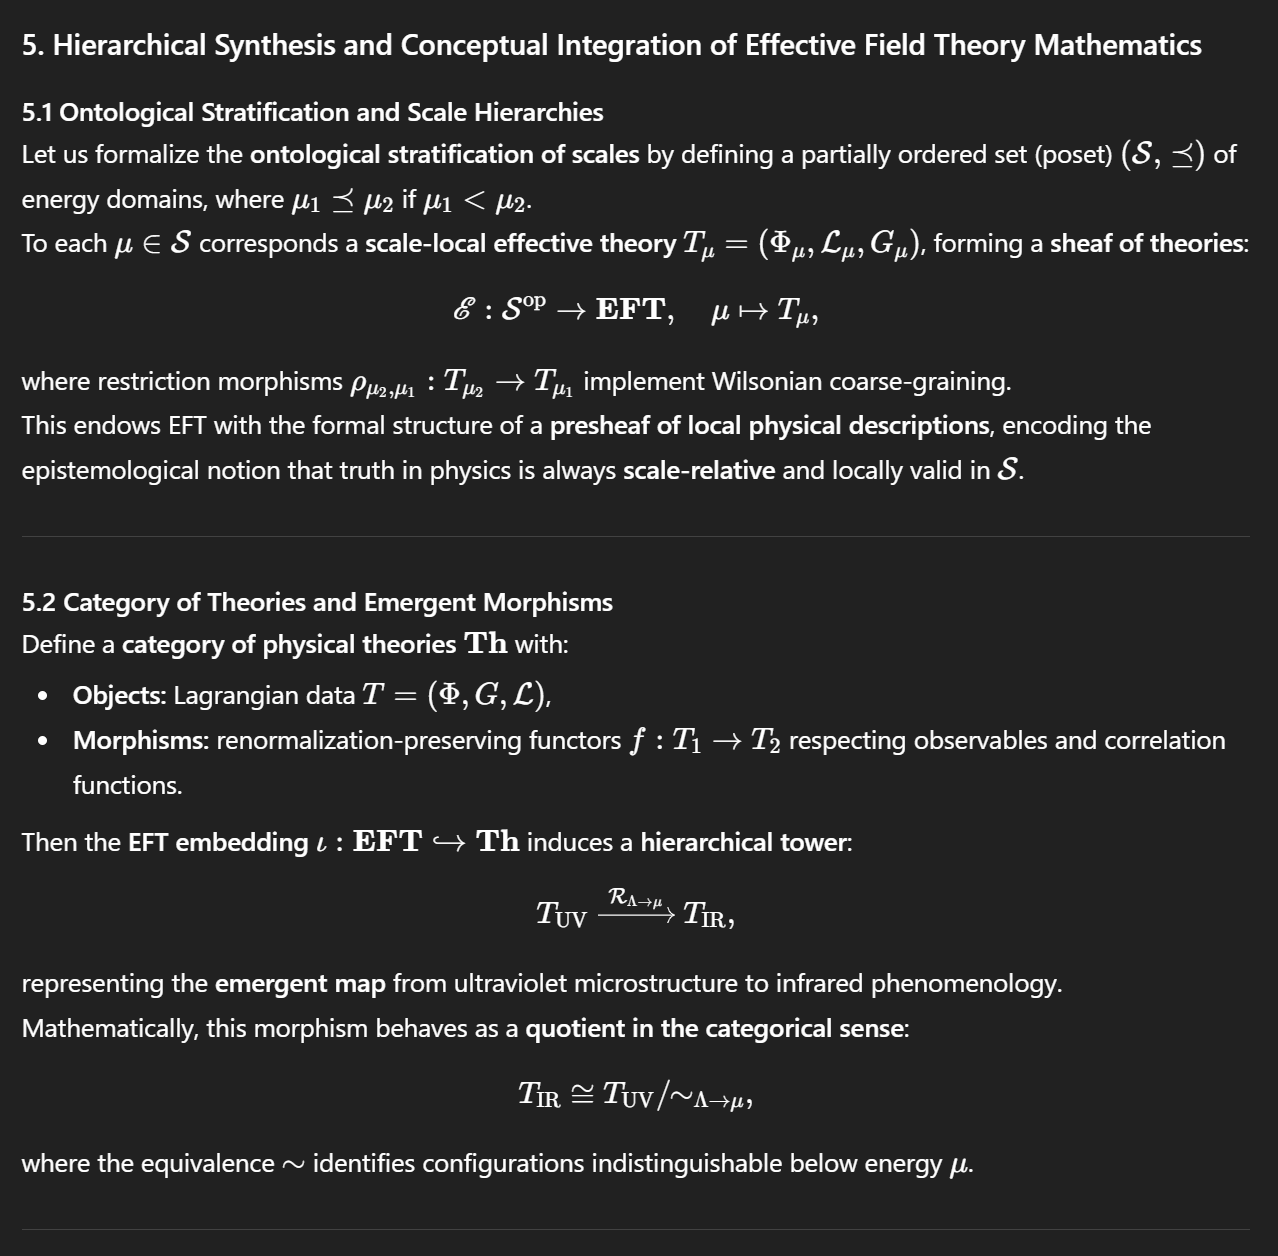 5. Hierarchical Synthesis and Conceptual Integration of Effective Field Theory Mathematics
5.1 Ontological Stratification and Scale Hierarchies
Let us formalize the ontological stratification of scales by defining a partially ordered set (poset) (𝒮, ⪯) of
energy domains, where μ₁ ⪯ μ₂ if μ₁ < μ₂.
To each μ ∈ 𝒮 corresponds a scale-local effective theory T_μ = (Φ_μ, ℒ_μ, G_μ), forming a sheaf of theories:
ℰ : 𝒮^op → EFT, μ ↦ T_μ,
where restriction morphisms ρ_{μ₂,μ₁} : T_{μ₂} → T_{μ₁} implement Wilsonian coarse-graining.
This endows EFT with the formal structure of a presheaf of local physical descriptions, encoding the
epistemological notion that truth in physics is always scale-relative and locally valid in 𝒮.
5.2 Category of Theories and Emergent Morphisms
Define a category of physical theories Th with:
• Objects: Lagrangian data T = (Φ, G, ℒ),
• Morphisms: renormalization-preserving functors f : T₁ → T₂ respecting observables and correlation
functions.
Then the EFT embedding ι : EFT ↪ Th induces a hierarchical tower:
T_UV \xrightarrow{ℛ_{Λ→μ}} T_IR,
representing the emergent map from ultraviolet microstructure to infrared phenomenology.
Mathematically, this morphism behaves as a quotient in the categorical sense:
T_IR ≅ T_UV/∼_{Λ→μ},
where the equivalence ∼ identifies configurations indistinguishable below energy μ.